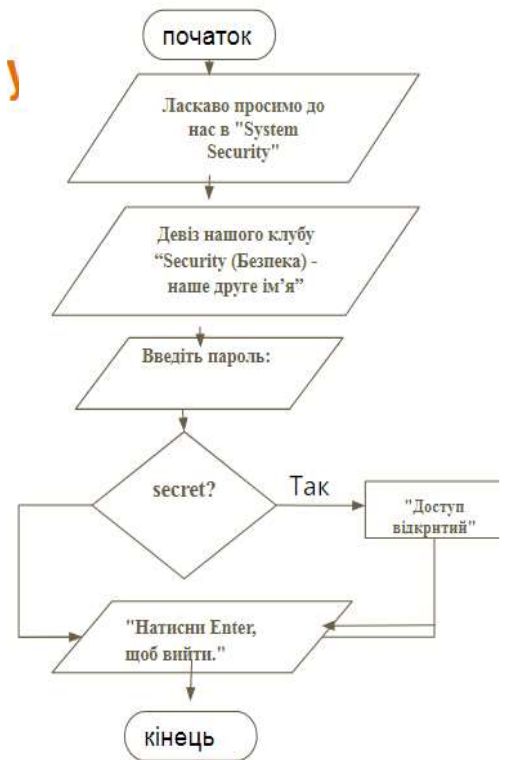 початок
у
Ласкаво просимо до
нас в "System
Security"
Девіз нашого клубу
“Security (Безпека) -
наше друге ім’я”
Введіть пароль:
secret?
Так
"Доступ
відкритий"
"Натисни Enter,
щоб вийти."
кінець